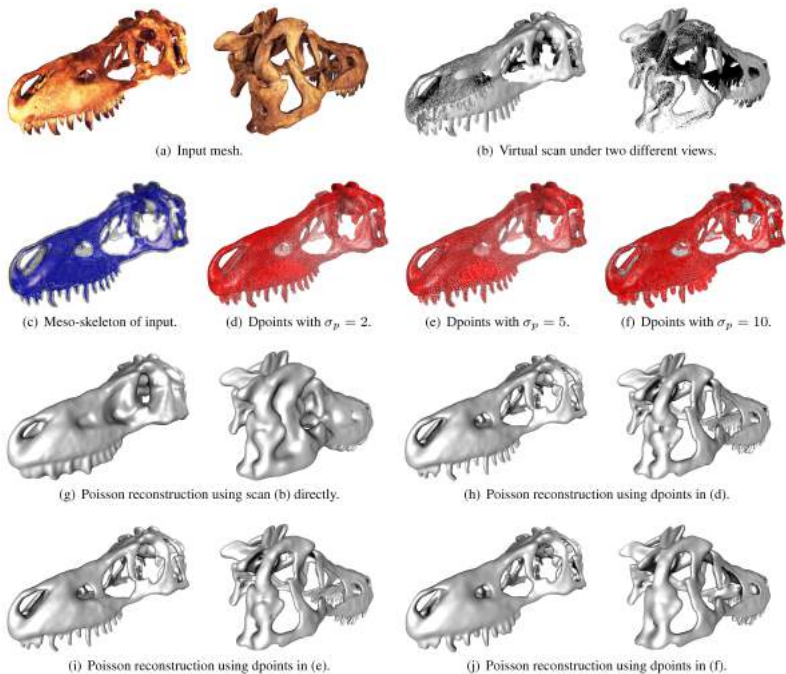 (a) Input mesh.
(b) Virtual scan under two different views.
(c) Meso-skeleton of input.
(d) Dpoints with σₚ = 2.
(e) Dpoints with σₚ = 5.
(f) Dpoints with σₚ = 10.
(g) Poisson reconstruction using scan (b) directly.
(h) Poisson reconstruction using dpoints in (d).
(i) Poisson reconstruction using dpoints in (e).
(j) Poisson reconstruction using dpoints in (f).